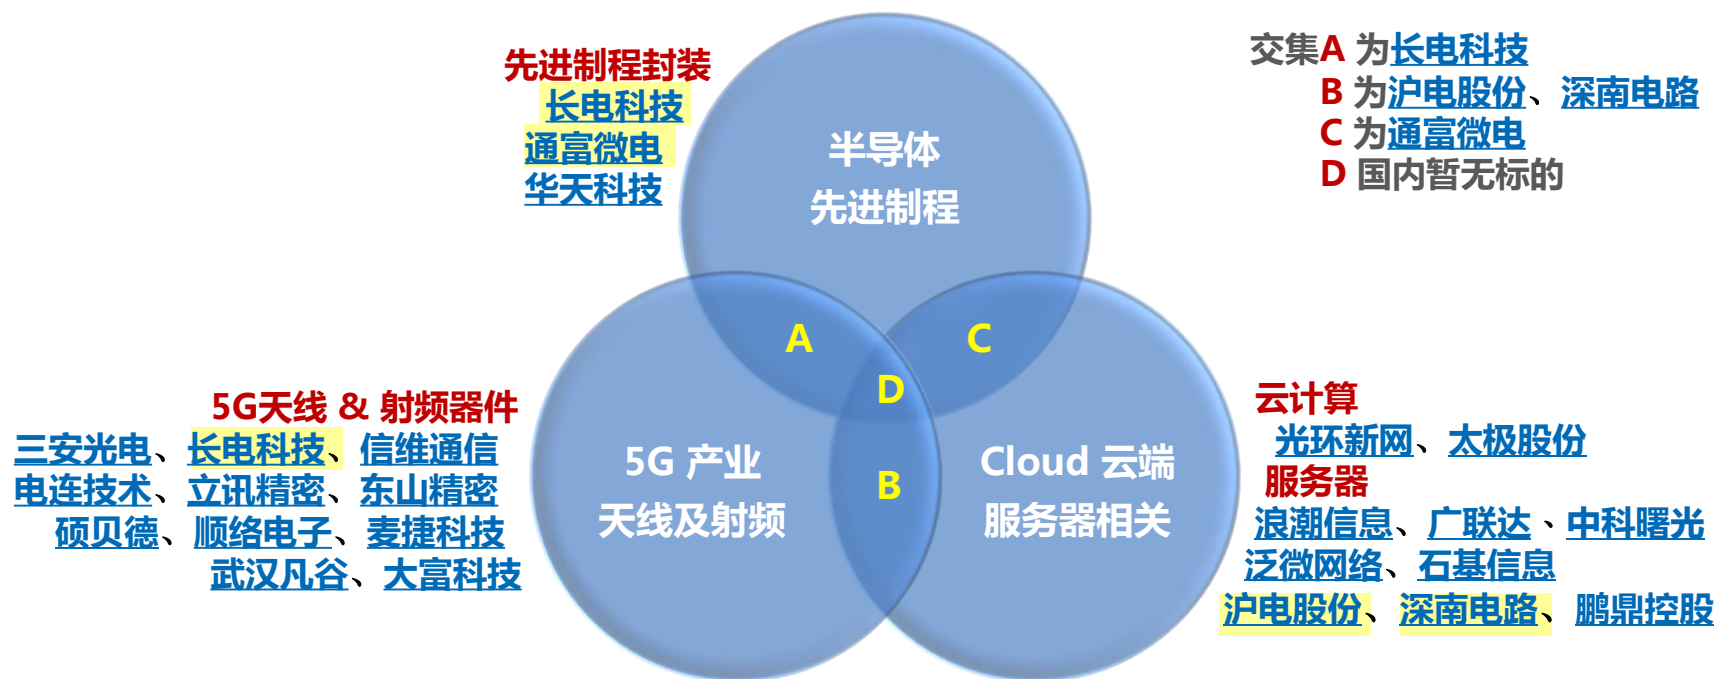 先进制程封装
长电科技
通富微电
华天科技
交集A 为长电科技
B 为沪电股份、深南电路
C 为通富微电
D 国内暂无标的
半导体
先进制程
A
C
D
B
5G 产业
天线及射频
Cloud 云端
服务器相关
5G天线 & 射频器件
三安光电、长电科技、信维通信
电连技术、立讯精密、东山精密
硕贝德、顺络电子、麦捷科技
武汉凡谷、大富科技
云计算
光环新网、太极股份
服务器
浪潮信息、广联达、中科曙光
泛微网络、石基信息
沪电股份、深南电路、鹏鼎控股